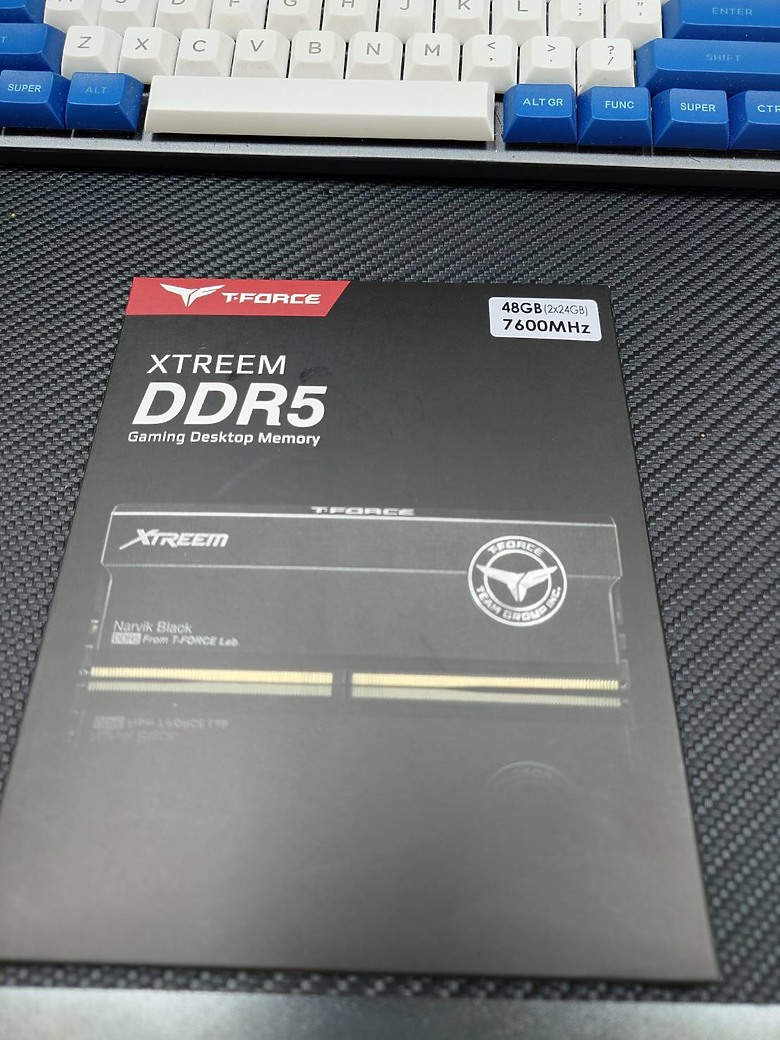 D F G H J K L : ; " '
Z X C V B N M < , > . ? / SHIFT
ENTER
SUPER ALT ALT GR FUNC SUPER
T-FORCE
48GB(2x24GB)
7600MHz
XTREEM
DDR5
Gaming Desktop Memory
T-FORCE
XTREEM
T-FORCE
TEAM GROUP INC.
Narvik Black
DDR5 From T-FORCE Lab